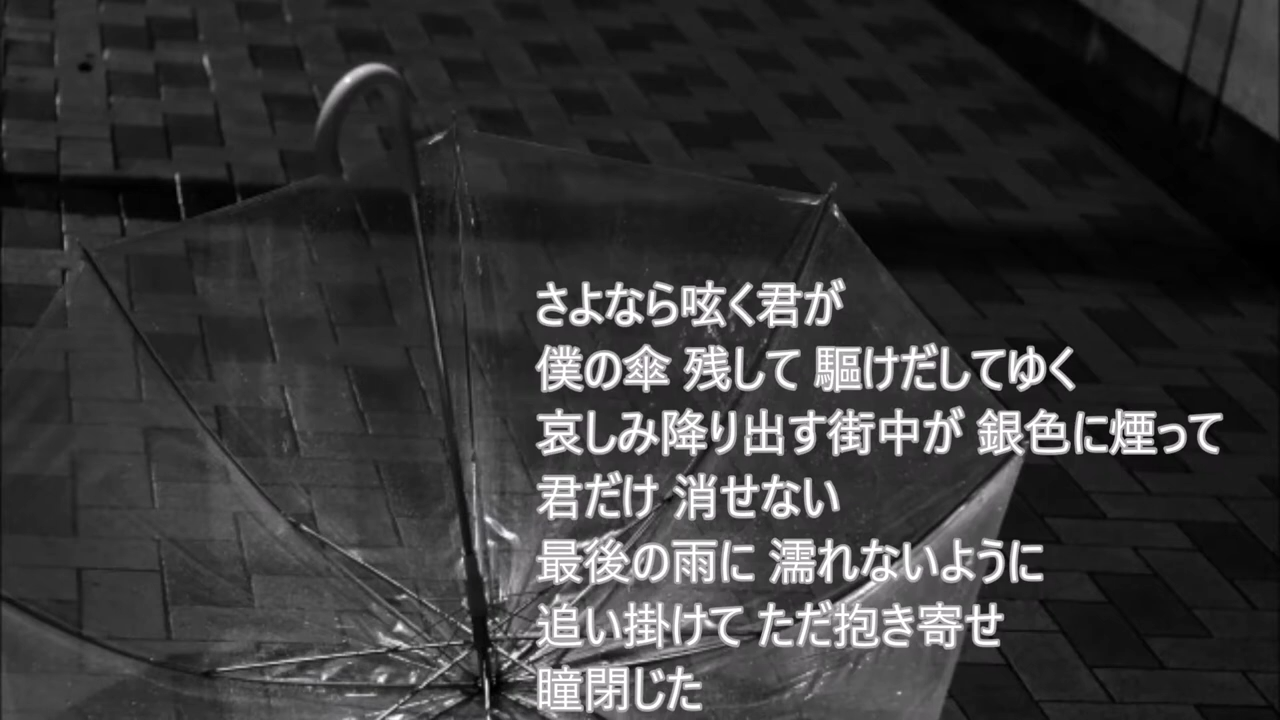 さよなら呟く君が
僕の傘 残して 駆けだしてゆく
哀しみ降り出す街中が 銀色に煙って
君だけ 消せない
最後の雨に 濡れないように
追い掛けて ただ抱き寄せ
瞳閉じた